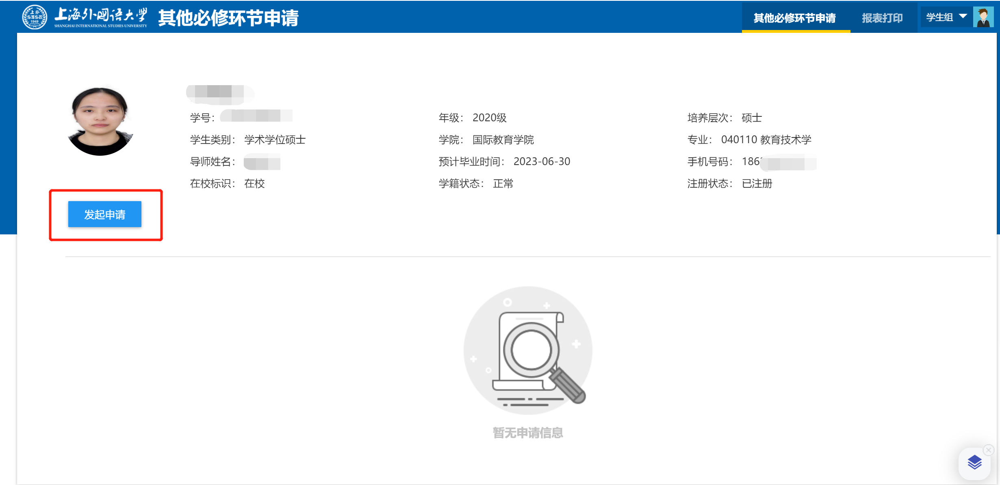 上海外国语大学
SHANGHAI INTERNATIONAL STUDIES UNIVERSITY
1949
其他必修环节申请
其他必修环节申请 报表打印 学生组
学号： 年级： 2020级 培养层次： 硕士
学生类别： 学术学位硕士 学院： 国际教育学院 专业： 040110 教育技术学
导师姓名： 预计毕业时间： 2023-06-30 手机号码： 186
在校标识： 在校 学籍状态： 正常 注册状态： 已注册
发起申请
暂无申请信息